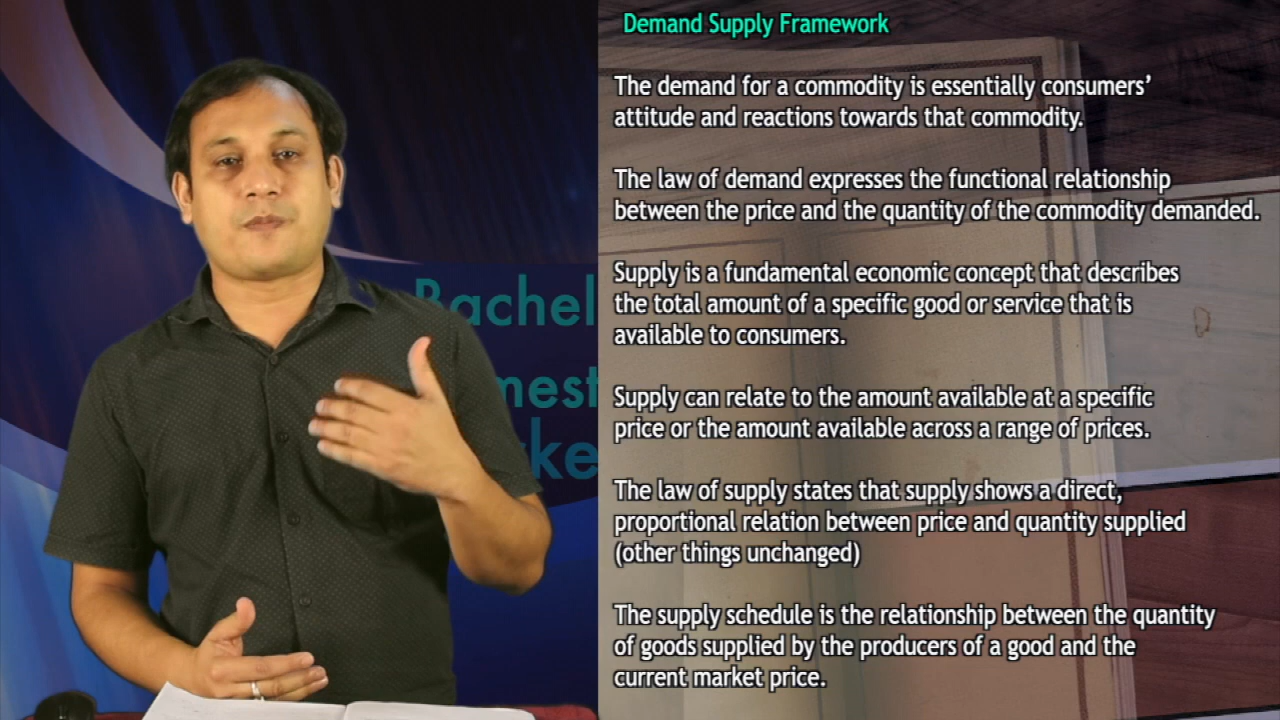 Demand Supply Framework
The demand for a commodity is essentially consumers’
attitude and reactions towards that commodity.
The law of demand expresses the functional relationship
between the price and the quantity of the commodity demanded.
Supply is a fundamental economic concept that describes
the total amount of a specific good or service that is
available to consumers.
Supply can relate to the amount available at a specific
price or the amount available across a range of prices.
The law of supply states that supply shows a direct,
proportional relation between price and quantity supplied
(other things unchanged)
The supply schedule is the relationship between the quantity
of goods supplied by the producers of a good and the
current market price.